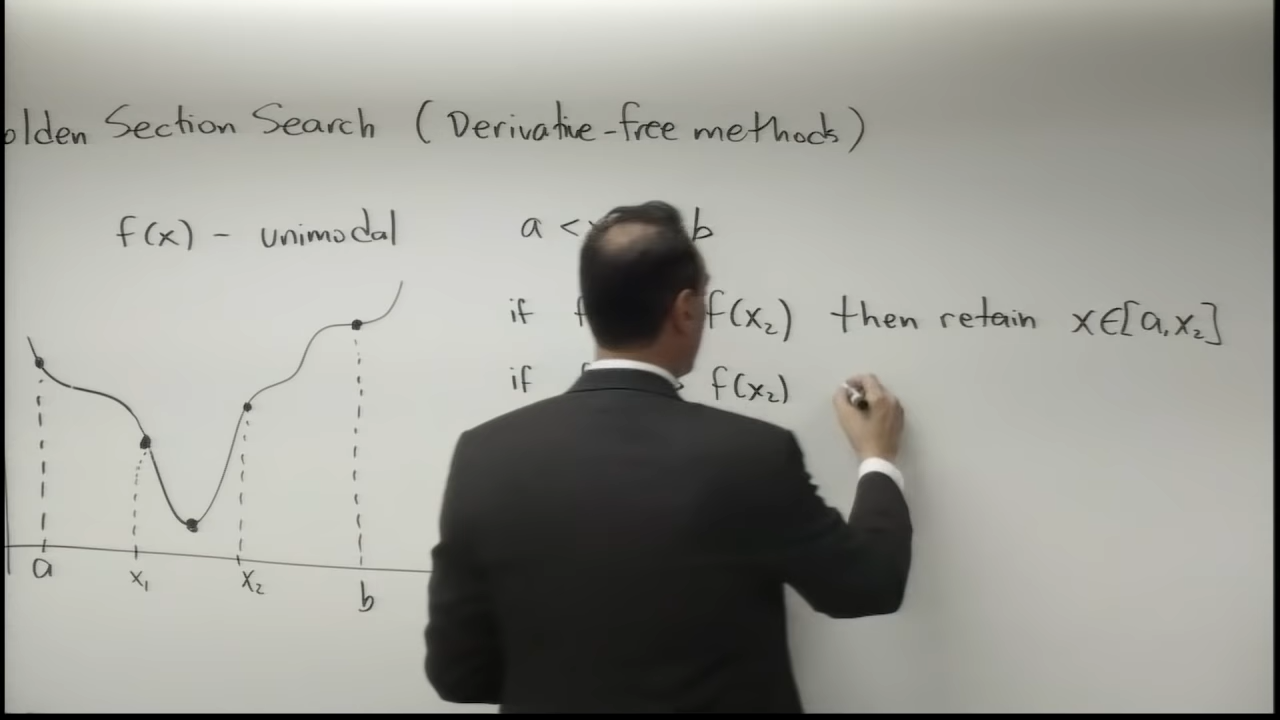 olden Section Search (Derivative-free methods)
f(x) - unimodal
a < b
if f f(x₂) then retain x∈[a,x₂]
if f f(x₂)
a
x₁
x₂
b